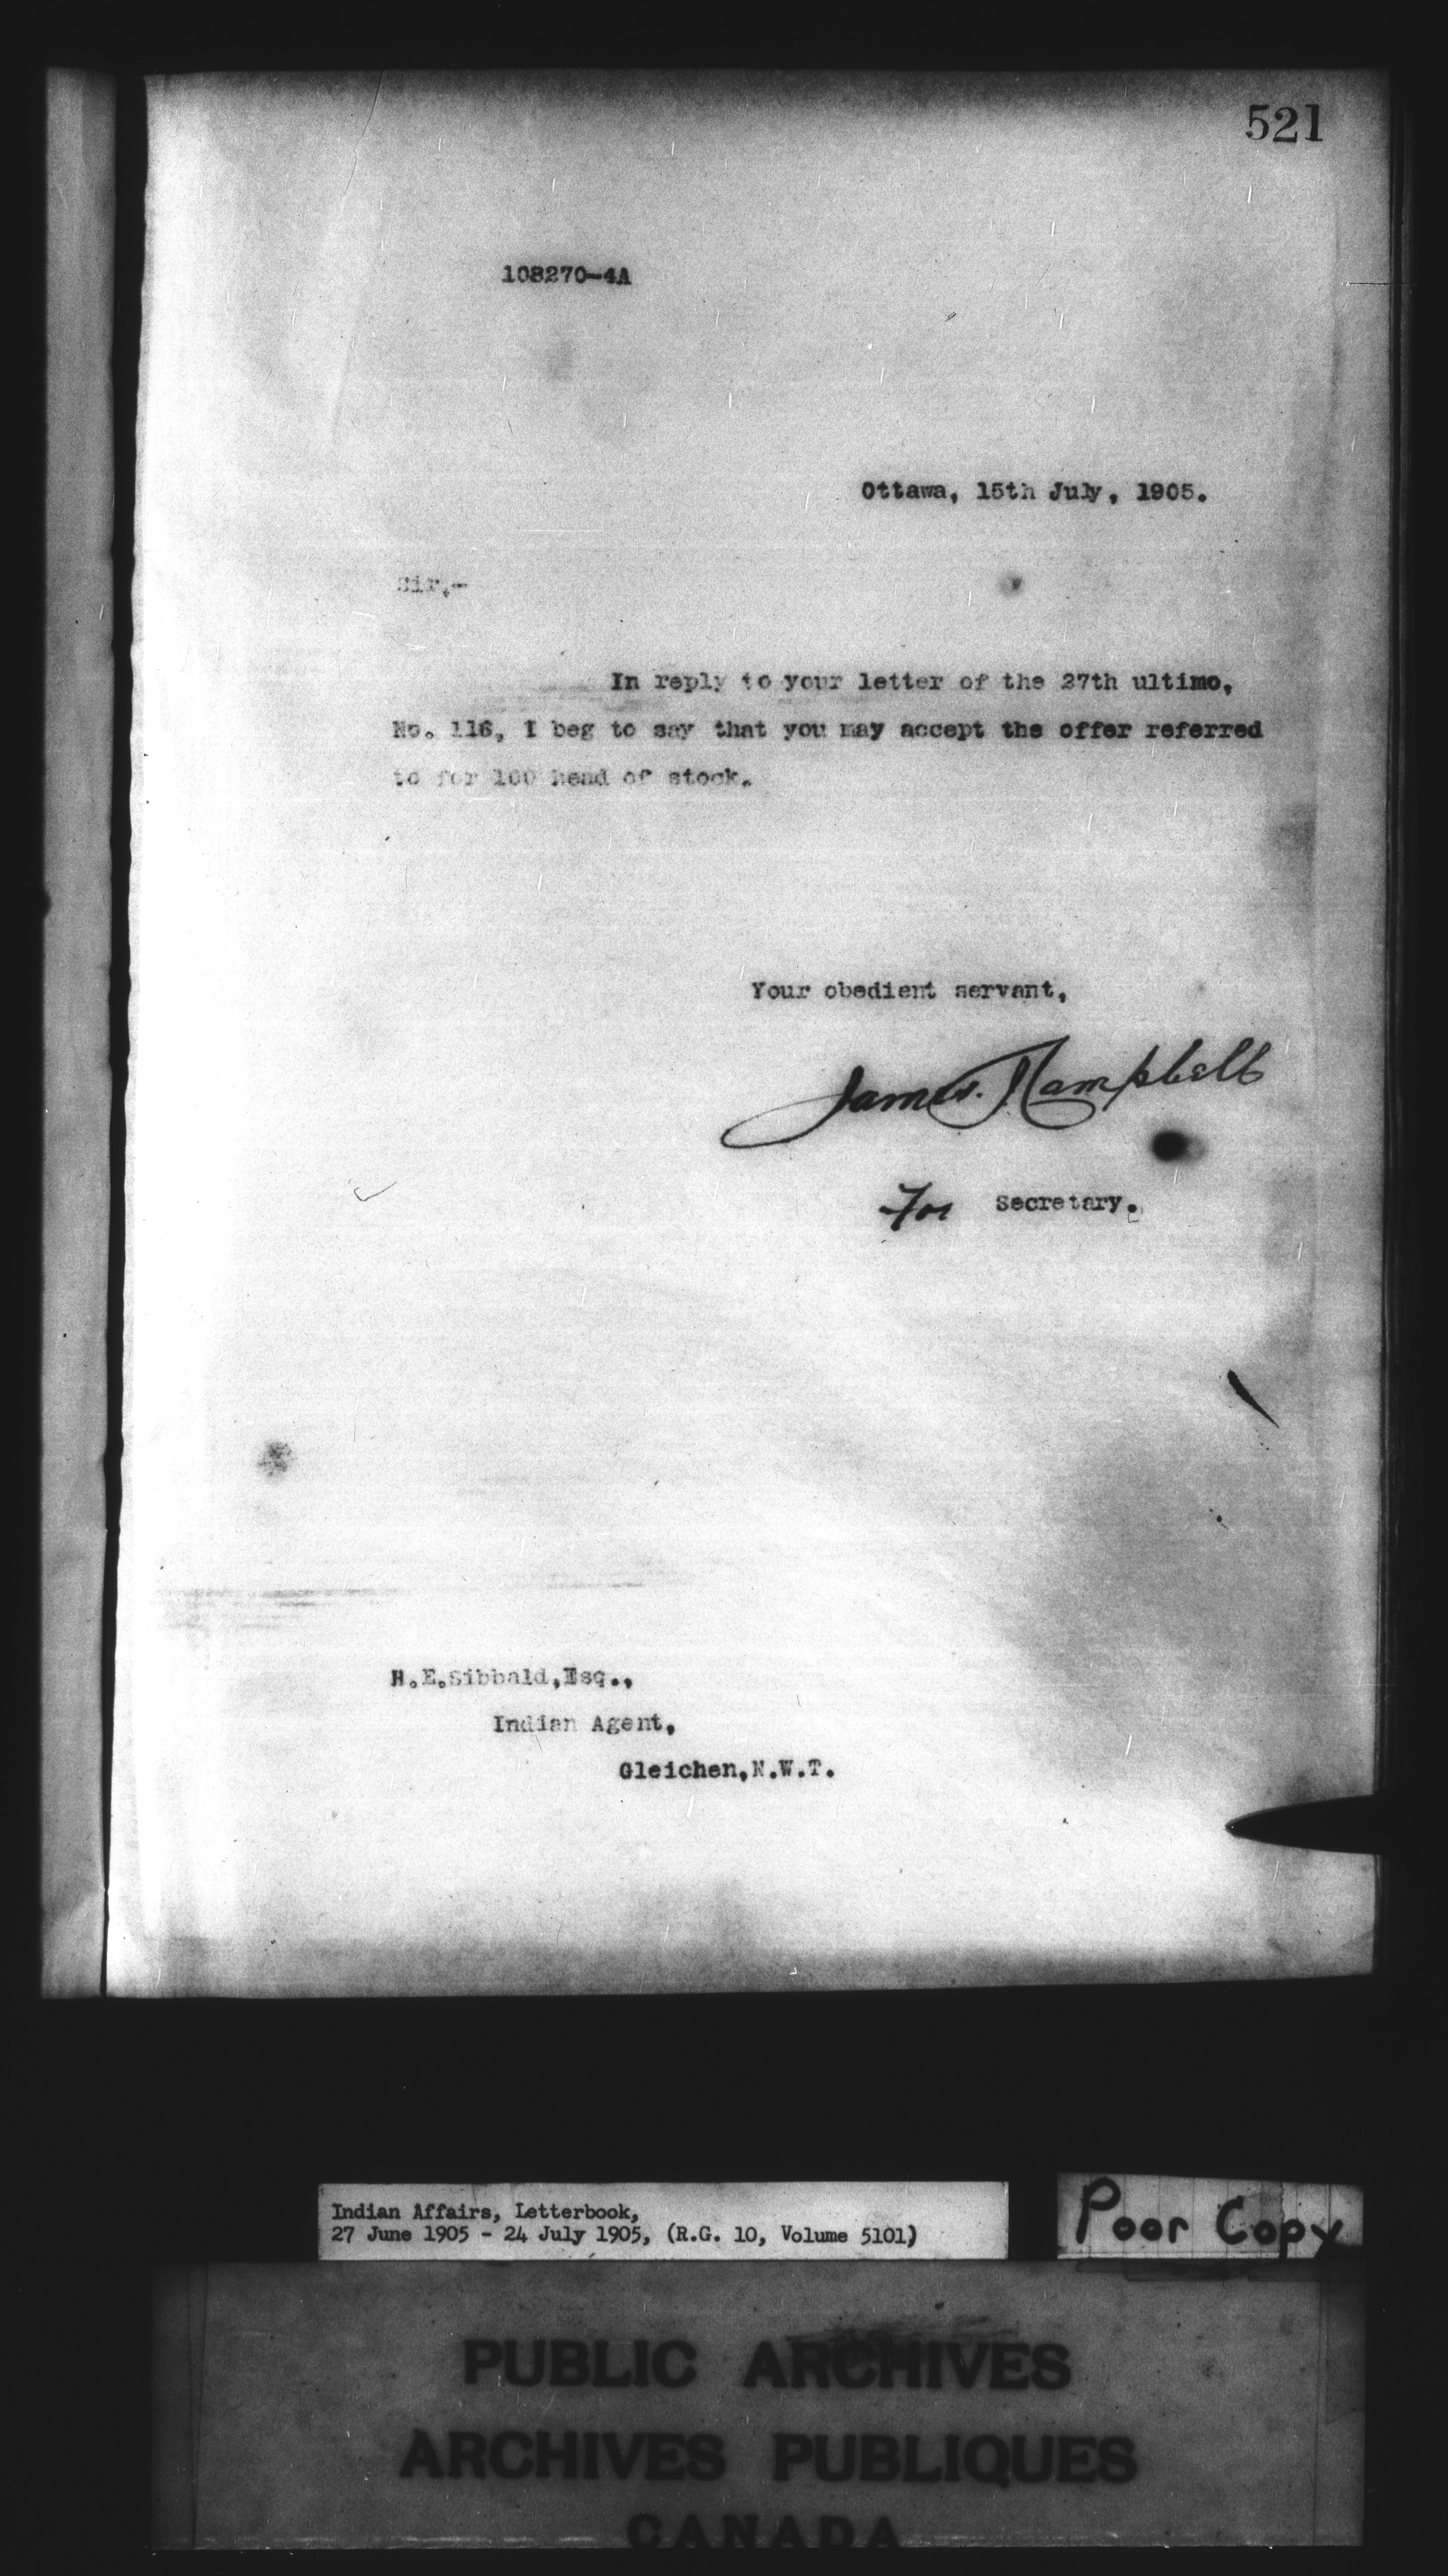 521
108270-4A
Ottawa, 15th July, 1905.
Sir,-
In reply to your letter of the 27th ultimo,
No. 116, I beg to say that you may accept the offer referred
to for 100 head of stock.
Your obedient servant,
James J. Campbell
For Secretary.
H.E.Sibbald,Esq.,
Indian Agent,
Gleichen,N.W.T.
Indian Affairs, Letterbook,
27 June 1905 - 24 July 1905, (R.G. 10, Volume 5101)
Poor Copy
PUBLIC ARCHIVES
ARCHIVES PUBLIQUES
CANADA